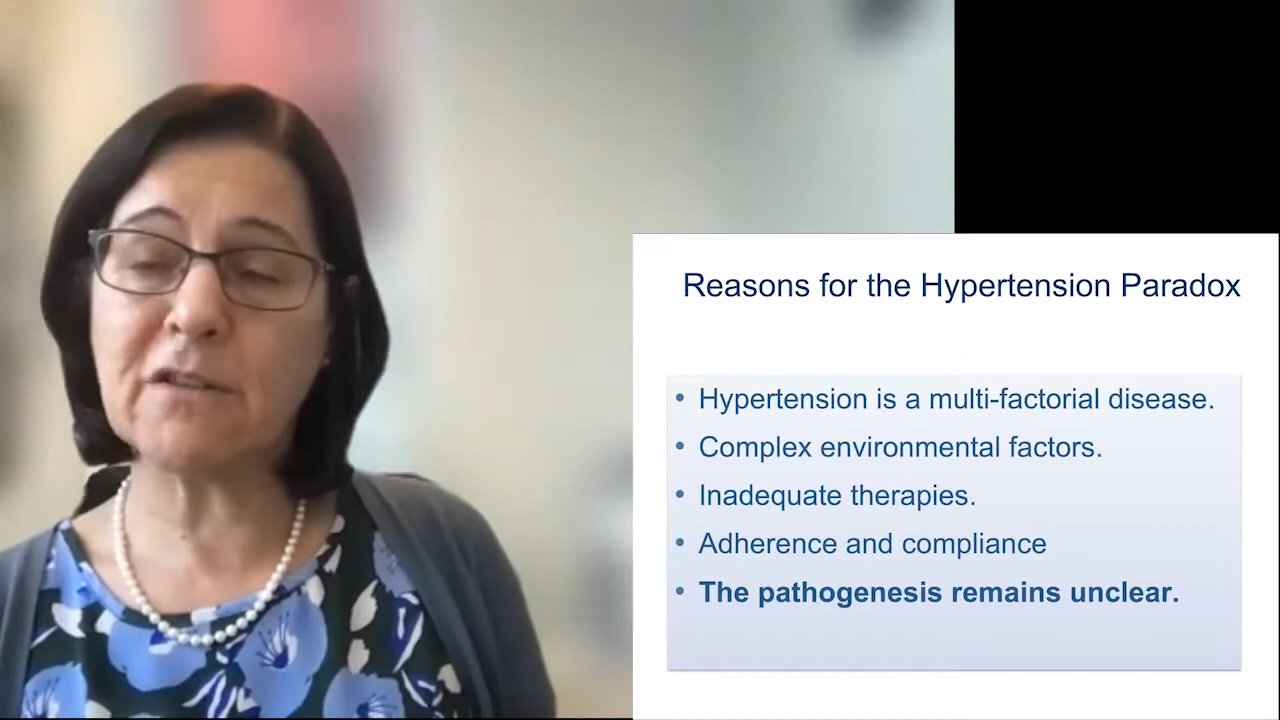 Reasons for the Hypertension Paradox
• Hypertension is a multi-factorial disease.
• Complex environmental factors.
• Inadequate therapies.
• Adherence and compliance
• The pathogenesis remains unclear.